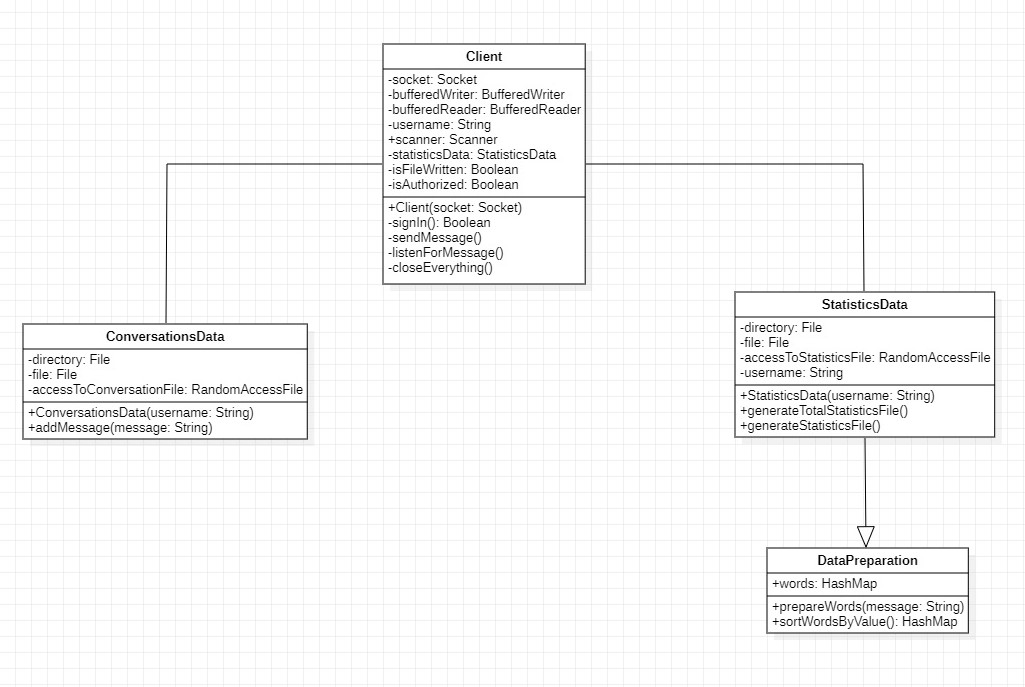 Client
-socket: Socket
-bufferedWriter: BufferedWriter
-bufferedReader: BufferedReader
-username: String
+scanner: Scanner
-statisticsData: StatisticsData
-isFileWritten: Boolean
-isAuthorized: Boolean
+Client(socket: Socket)
-signIn(): Boolean
-sendMessage()
-listenForMessage()
-closeEverything()
ConversationsData
-directory: File
-file: File
-accessToConversationFile: RandomAccessFile
+ConversationsData(username: String)
+addMessage(message: String)
StatisticsData
-directory: File
-file: File
-accessToStatisticsFile: RandomAccessFile
-username: String
+StatisticsData(username: String)
+generateTotalStatisticsFile()
+generateStatisticsFile()
DataPreparation
+words: HashMap
+prepareWords(message: String)
+sortWordsByValue(): HashMap